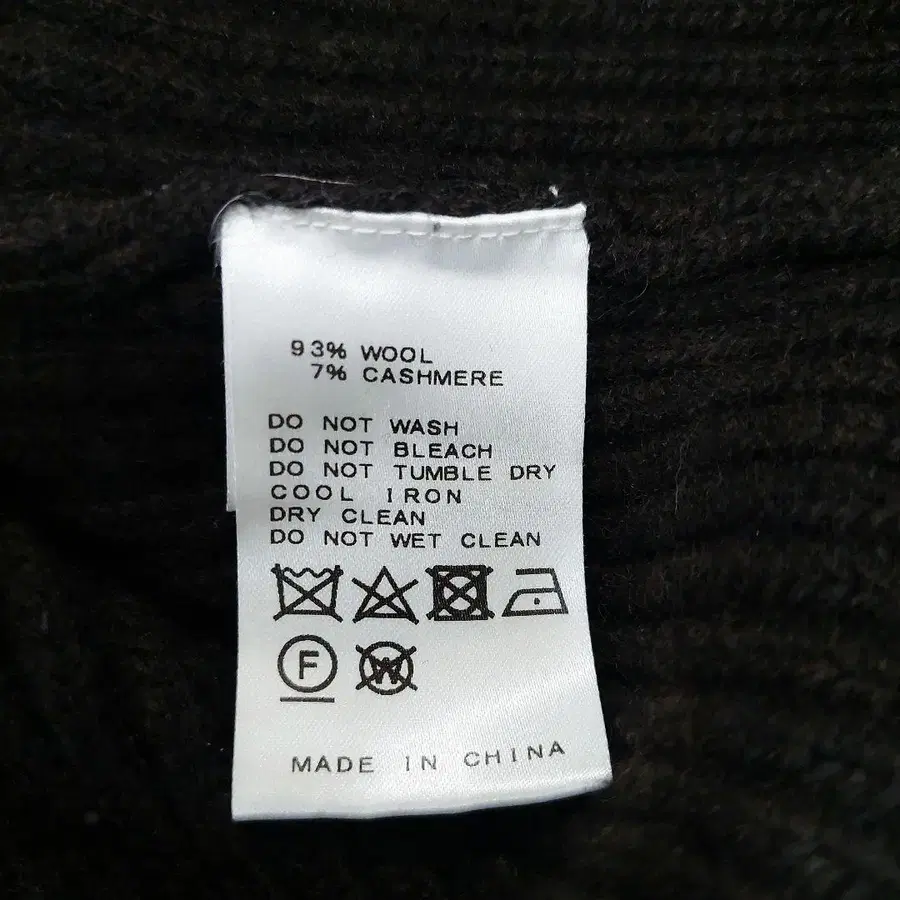 93% WOOL
7% CASHMERE
DO NOT WASH
DO NOT BLEACH
DO NOT TUMBLE DRY
COOL IRON
DRY CLEAN
DO NOT WET CLEAN
F W
MADE IN CHINA